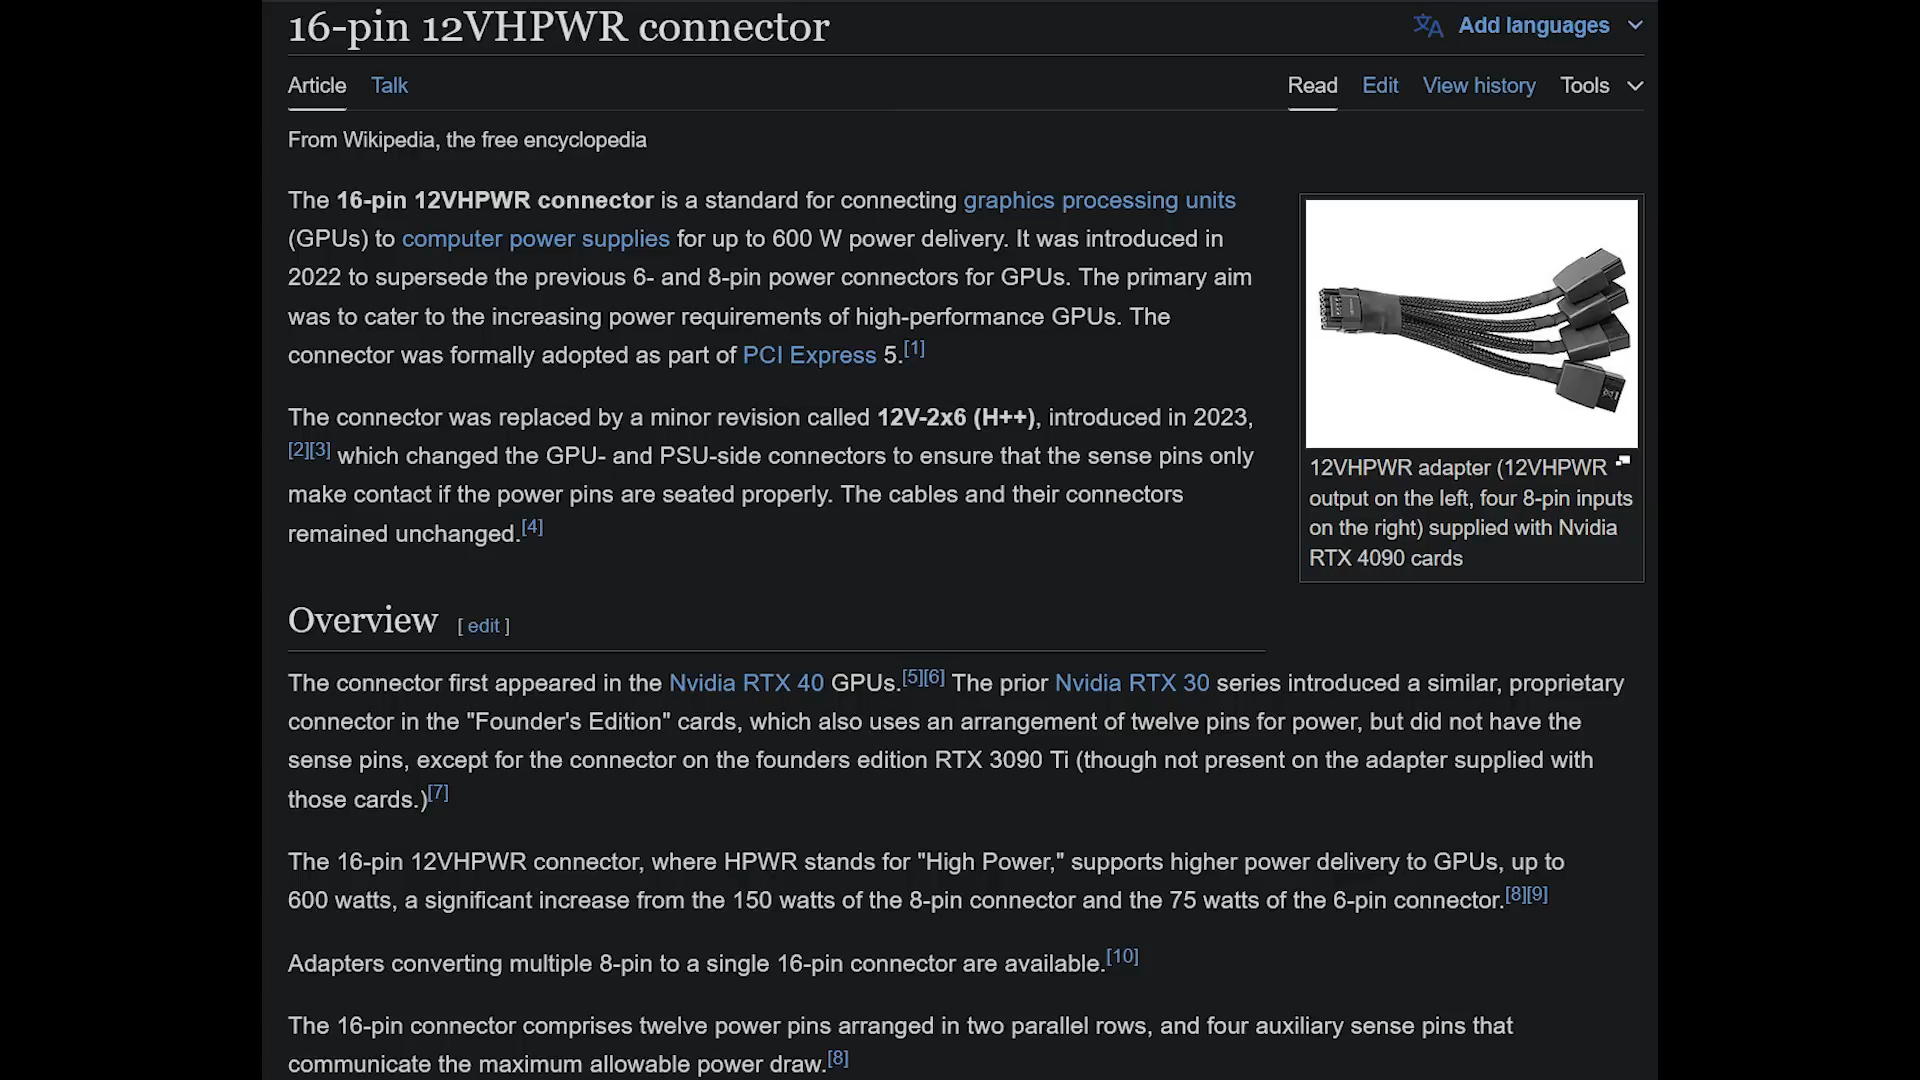 16-pin 12VHPWR connector
Add languages
Article Talk
Read Edit View history Tools
From Wikipedia, the free encyclopedia
The 16-pin 12VHPWR connector is a standard for connecting graphics processing units
(GPUs) to computer power supplies for up to 600 W power delivery. It was introduced in
2022 to supersede the previous 6- and 8-pin power connectors for GPUs. The primary aim
was to cater to the increasing power requirements of high-performance GPUs. The
connector was formally adopted as part of PCI Express 5.[1]
The connector was replaced by a minor revision called 12V-2x6 (H++), introduced in 2023,
[2][3] which changed the GPU- and PSU-side connectors to ensure that the sense pins only
make contact if the power pins are seated properly. The cables and their connectors
remained unchanged.[4]
12VHPWR adapter (12VHPWR
output on the left, four 8-pin inputs
on the right) supplied with Nvidia
RTX 4090 cards
Overview [ edit ]
The connector first appeared in the Nvidia RTX 40 GPUs.[5][6] The prior Nvidia RTX 30 series introduced a similar, proprietary
connector in the "Founder's Edition" cards, which also uses an arrangement of twelve pins for power, but did not have the
sense pins, except for the connector on the founders edition RTX 3090 Ti (though not present on the adapter supplied with
those cards.)[7]
The 16-pin 12VHPWR connector, where HPWR stands for "High Power," supports higher power delivery to GPUs, up to
600 watts, a significant increase from the 150 watts of the 8-pin connector and the 75 watts of the 6-pin connector.[8][9]
Adapters converting multiple 8-pin to a single 16-pin connector are available.[10]
The 16-pin connector comprises twelve power pins arranged in two parallel rows, and four auxiliary sense pins that
communicate the maximum allowable power draw.[8]